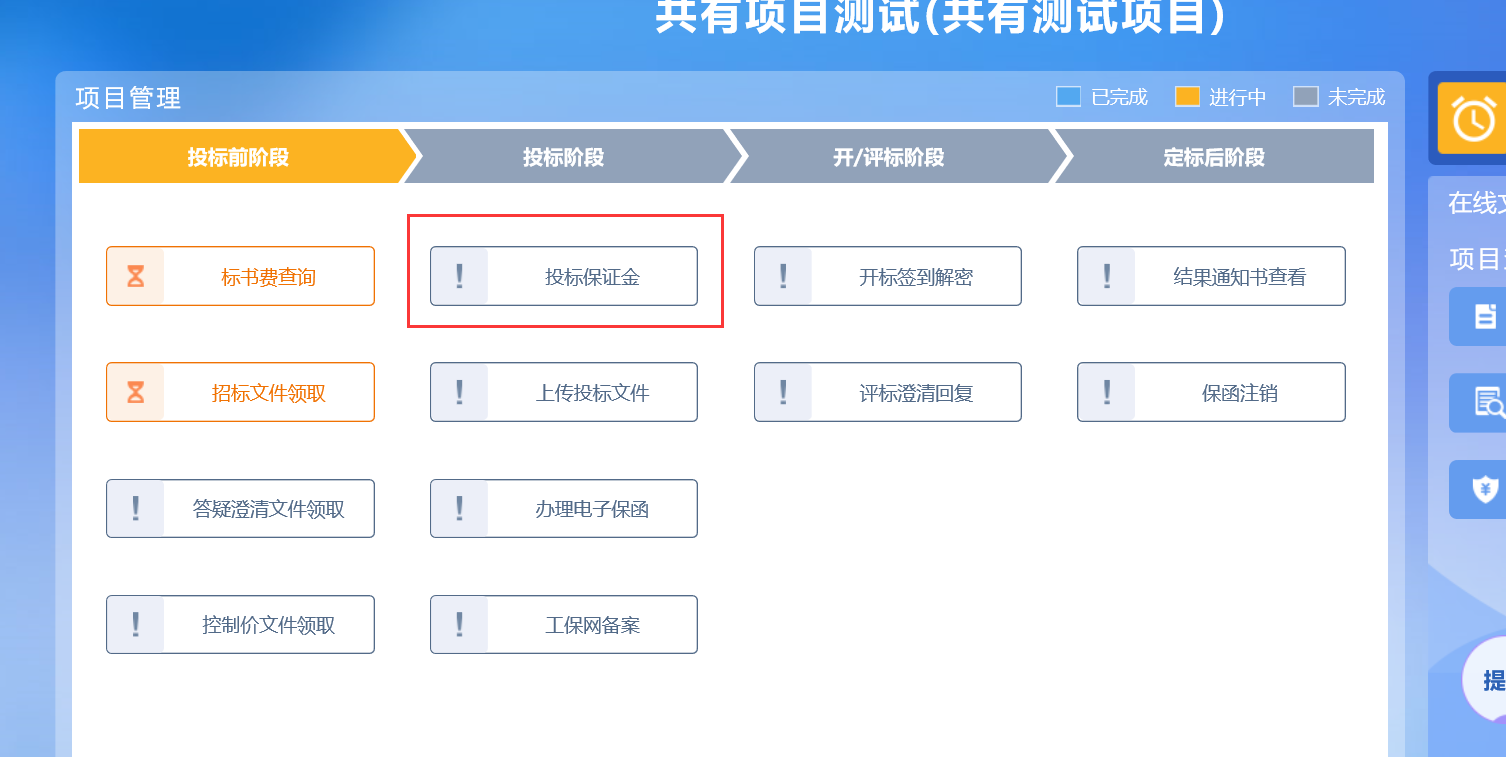 共有项目测试(共有测试项目)
项目管理
已完成 进行中 未完成
投标前阶段 投标阶段 开/评标阶段 定标后阶段
标书费查询 投标保证金 开标签到解密 结果通知书查看
招标文件领取 上传投标文件 评标澄清回复 保函注销
答疑澄清文件领取 办理电子保函
控制价文件领取 工保网备案
在线
项目
提